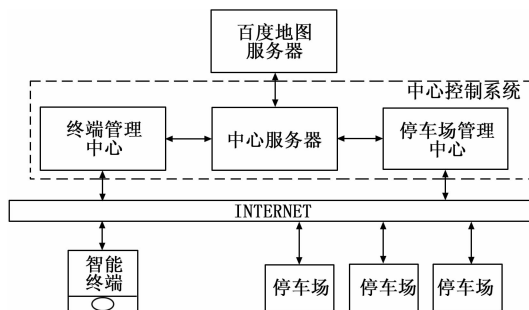 百度地图
服务器
中心控制系统
终端管理
中心
中心服务器
停车场管理
中心
INTERNET
智能
终端
停车场
停车场
停车场